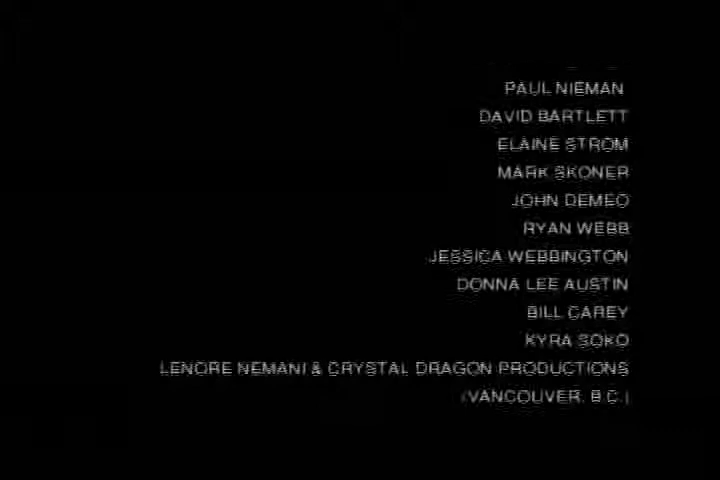 PAUL NIEMAN
DAVID BARTLETT
ELAINE STROM
MARK SKONER
JOHN DEMEO
RYAN WEBB
JESSICA WEBBINGTON
DONNA LEE AUSTIN
BILL CAREY
KYRA SOKO
LENORE NEMANI & CRYSTAL DRAGON PRODUCTIONS
(VANCOUVER, B.C.)